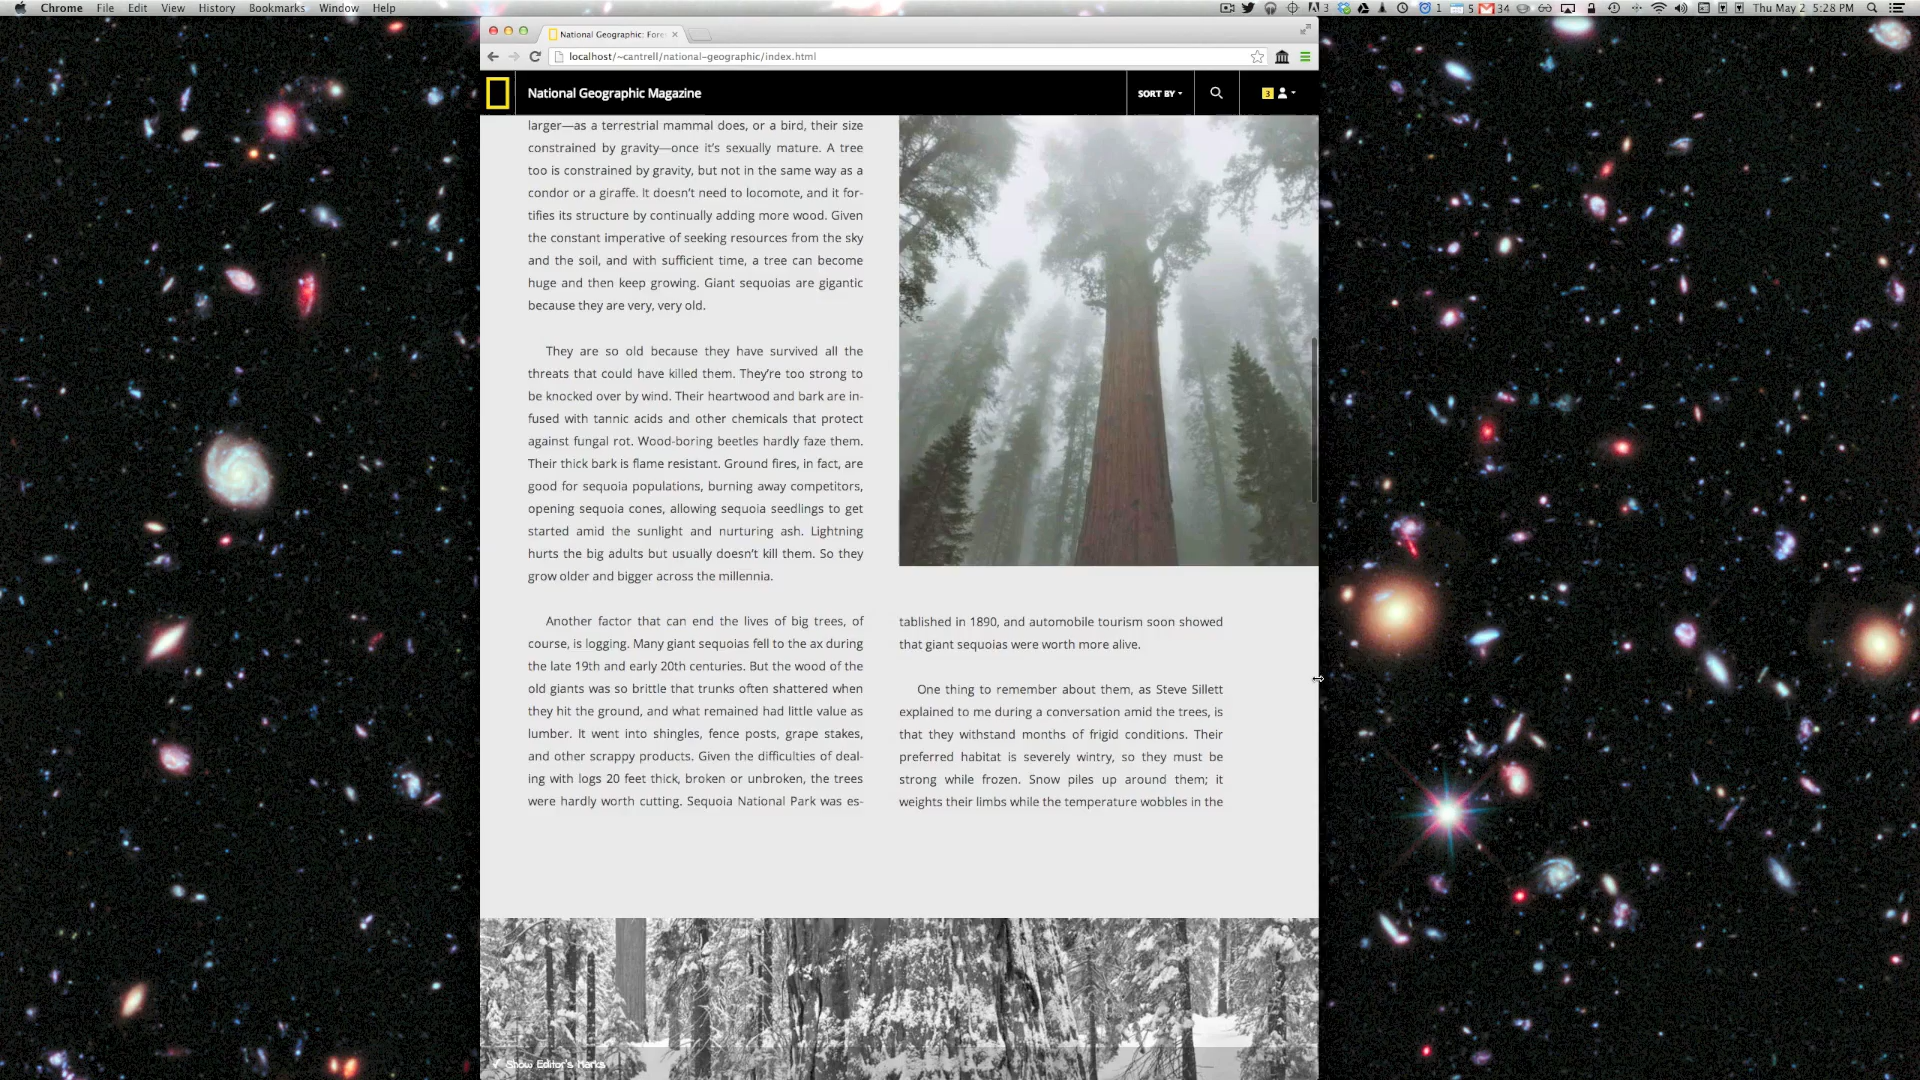 Chrome File Edit View History Bookmarks Window Help
3 1 5 34 Thu May 2 5:28 PM
National Geographic: Fore
localhost/~cantrell/national-geographic/index.html
National Geographic Magazine SORT BY 3
larger—as a terrestrial mammal does, or a bird, their size
constrained by gravity—once it's sexually mature. A tree
too is constrained by gravity, but not in the same way as a
condor or a giraffe. It doesn't need to locomote, and it for-
tifies its structure by continually adding more wood. Given
the constant imperative of seeking resources from the sky
and the soil, and with sufficient time, a tree can become
huge and then keep growing. Giant sequoias are gigantic
because they are very, very old.
They are so old because they have survived all the
threats that could have killed them. They're too strong to
be knocked over by wind. Their heartwood and bark are in-
fused with tannic acids and other chemicals that protect
against fungal rot. Wood-boring beetles hardly faze them.
Their thick bark is flame resistant. Ground fires, in fact, are
good for sequoia populations, burning away competitors,
opening sequoia cones, allowing sequoia seedlings to get
started amid the sunlight and nurturing ash. Lightning
hurts the big adults but usually doesn't kill them. So they
grow older and bigger across the millennia.
Another factor that can end the lives of big trees, of
course, is logging. Many giant sequoias fell to the ax during
the late 19th and early 20th centuries. But the wood of the
old giants was so brittle that trunks often shattered when
they hit the ground, and what remained had little value as
lumber. It went into shingles, fence posts, grape stakes,
and other scrappy products. Given the difficulties of deal-
ing with logs 20 feet thick, broken or unbroken, the trees
were hardly worth cutting. Sequoia National Park was es-
tablished in 1890, and automobile tourism soon showed
that giant sequoias were worth more alive.
One thing to remember about them, as Steve Sillett
explained to me during a conversation amid the trees, is
that they withstand months of frigid conditions. Their
preferred habitat is severely wintry, so they must be
strong while frozen. Snow piles up around them; it
weights their limbs while the temperature wobbles in the
√ Show Editor's Marks